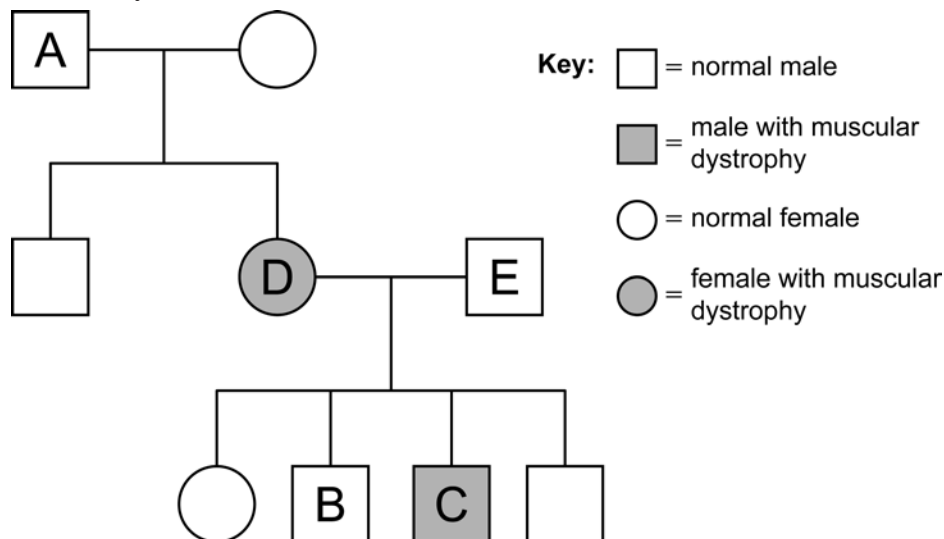 A
Key:
= normal male
= male with muscular
dystrophy
= normal female
D
E
= female with muscular
dystrophy
B
C